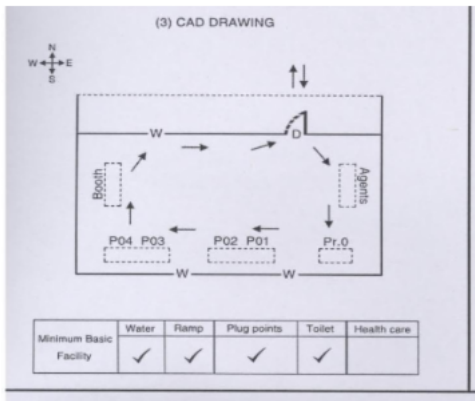 (3) CAD DRAWING
N
W E
S
W D
Booth
Agents
P04 P03 P02 P01 Pr.0
W W
Minimum Basic Facility Water Ramp Plug points Toilet Health care
✓ ✓ ✓ ✓